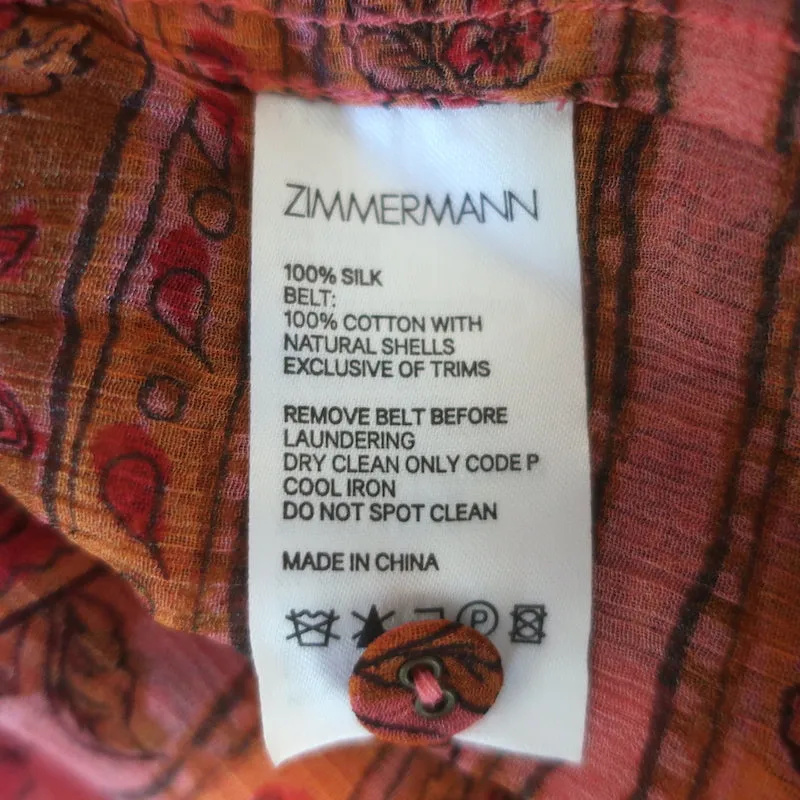 ZIMMERMANN
100% SILK
BELT:
100% COTTON WITH
NATURAL SHELLS
EXCLUSIVE OF TRIMS
REMOVE BELT BEFORE
LAUNDERING
DRY CLEAN ONLY CODE P
COOL IRON
DO NOT SPOT CLEAN
MADE IN CHINA
P